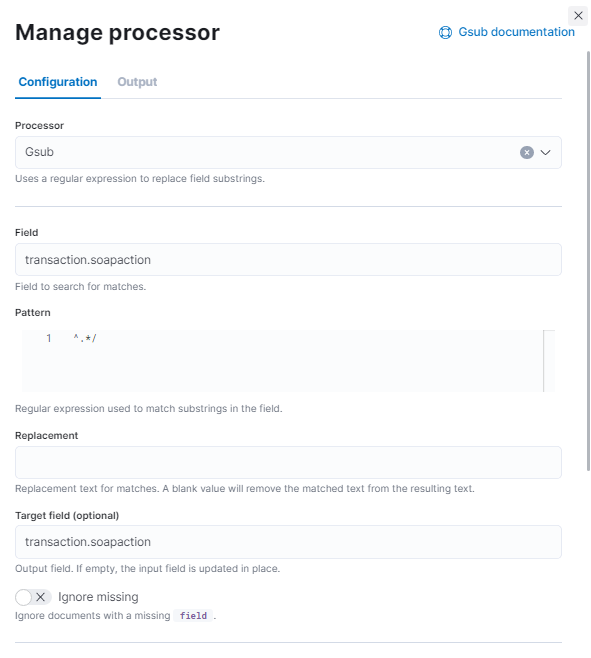 Manage processor
Gsub documentation
Configuration
Output
Processor
Gsub
Uses a regular expression to replace field substrings.
Field
transaction.soapaction
Field to search for matches.
Pattern
1 ^.*/
Regular expression used to match substrings in the field.
Replacement
Replacement text for matches. A blank value will remove the matched text from the resulting text.
Target field (optional)
transaction.soapaction
Output field. If empty, the input field is updated in place.
Ignore missing
Ignore documents with a missing field .